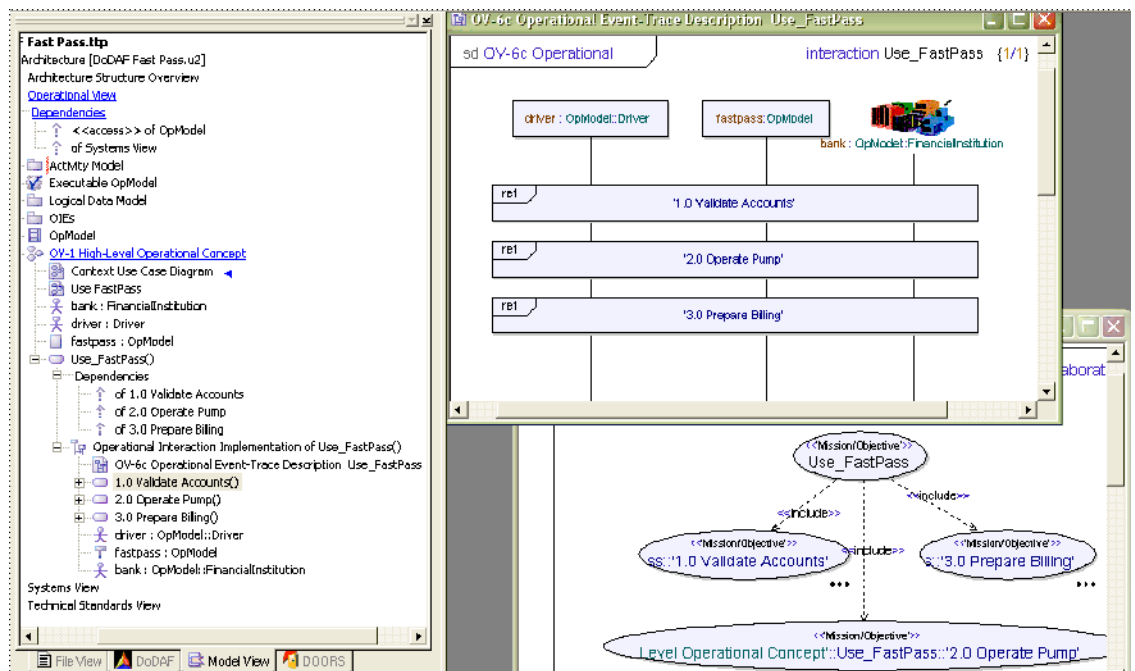 Fast Pass.ttp
Architecture [DoDAF Fast Pass.u2]
Architecture Structure Overview
Operational View
Dependencies
<<access>> of OpModel
of Systems View
Activity Model
Executable OpModel
Logical Data Model
OIEs
OpModel
OV-1 High-Level Operational Concept
Context Use Case Diagram
Use FastPass
bank : FinancialInstitution
driver : Driver
fastpass : OpModel
Use_FastPass()
Dependencies
of 1.0 Validate Accounts
of 2.0 Operate Pump
of 3.0 Prepare Billing
Operational Interaction Implementation of Use_FastPass()
OV-6c Operational Event-Trace Description Use_FastPass
1.0 Validate Accounts()
2.0 Operate Pump()
3.0 Prepare Billing()
driver : OpModel::Driver
fastpass : OpModel
bank : OpModel::FinancialInstitution
Systems View
Technical Standards View
File View DoDAF Model View DOORS
OV-6c Operational Event-Trace Description Use_FastPass
sd OV-6c Operational interaction Use_FastPass {1/1}
driver : OpModel::Driver
fastpass:OpModel
bank : OpModel::FinancialInstitution
ref
'1.0 Validate Accounts'
ref
'2.0 Operate Pump'
ref
'3.0 Prepare Billing'
aborat
<<Mission/Objective>>
Use_FastPass
<<include>>
<<include>>
<<include>>
<<Mission/Objective>>
ss::'1.0 Validate Accounts'
<<Mission/Objective>>
s::'3.0 Prepare Billing'
<<Mission/Objective>>
Level Operational Concept'::Use_FastPass::'2.0 Operate Pump'